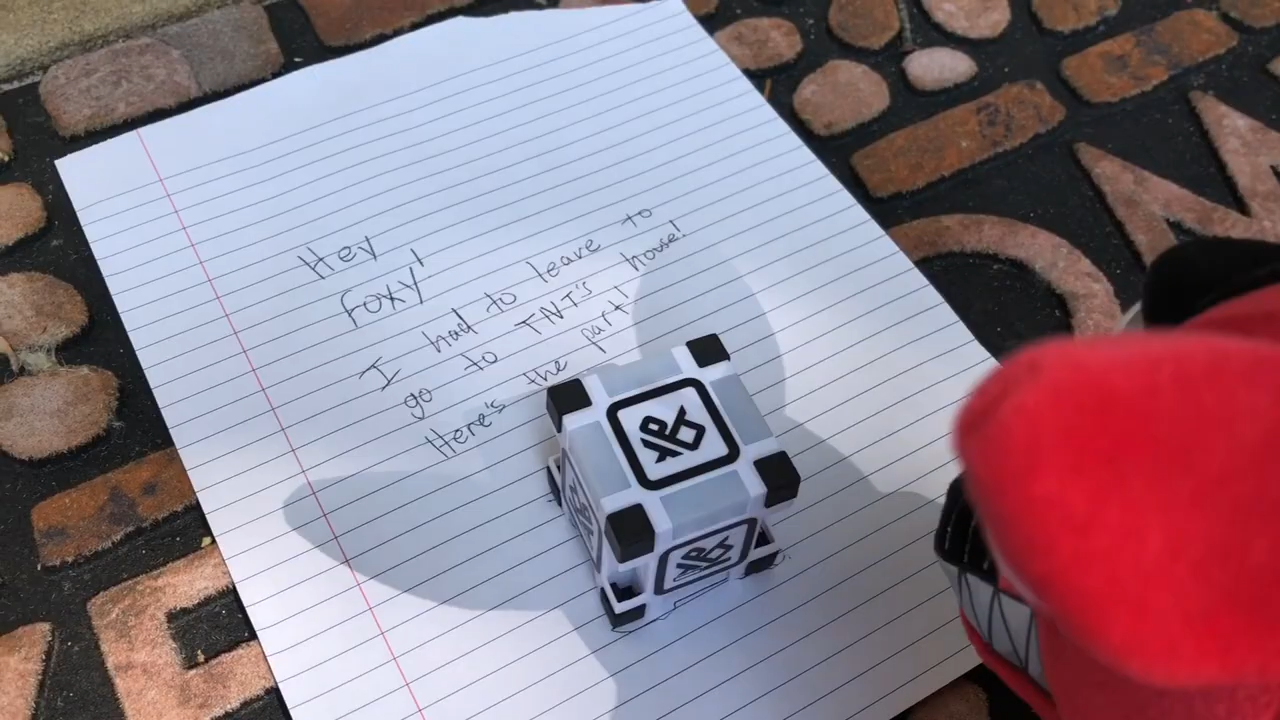 Hey
Foxy!
I had to leave to
go to TNT's house!
Here's the part!